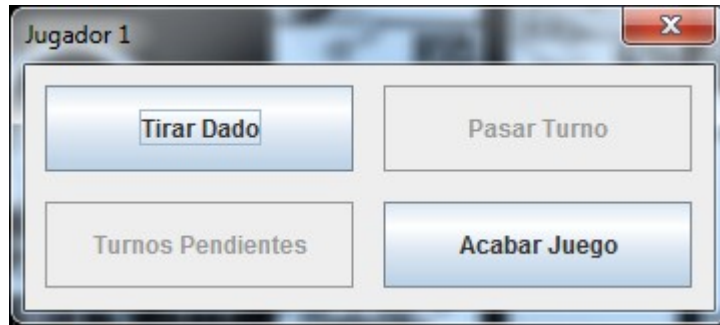 Jugador 1
Tirar Dado
Pasar Turno
Turnos Pendientes
Acabar Juego